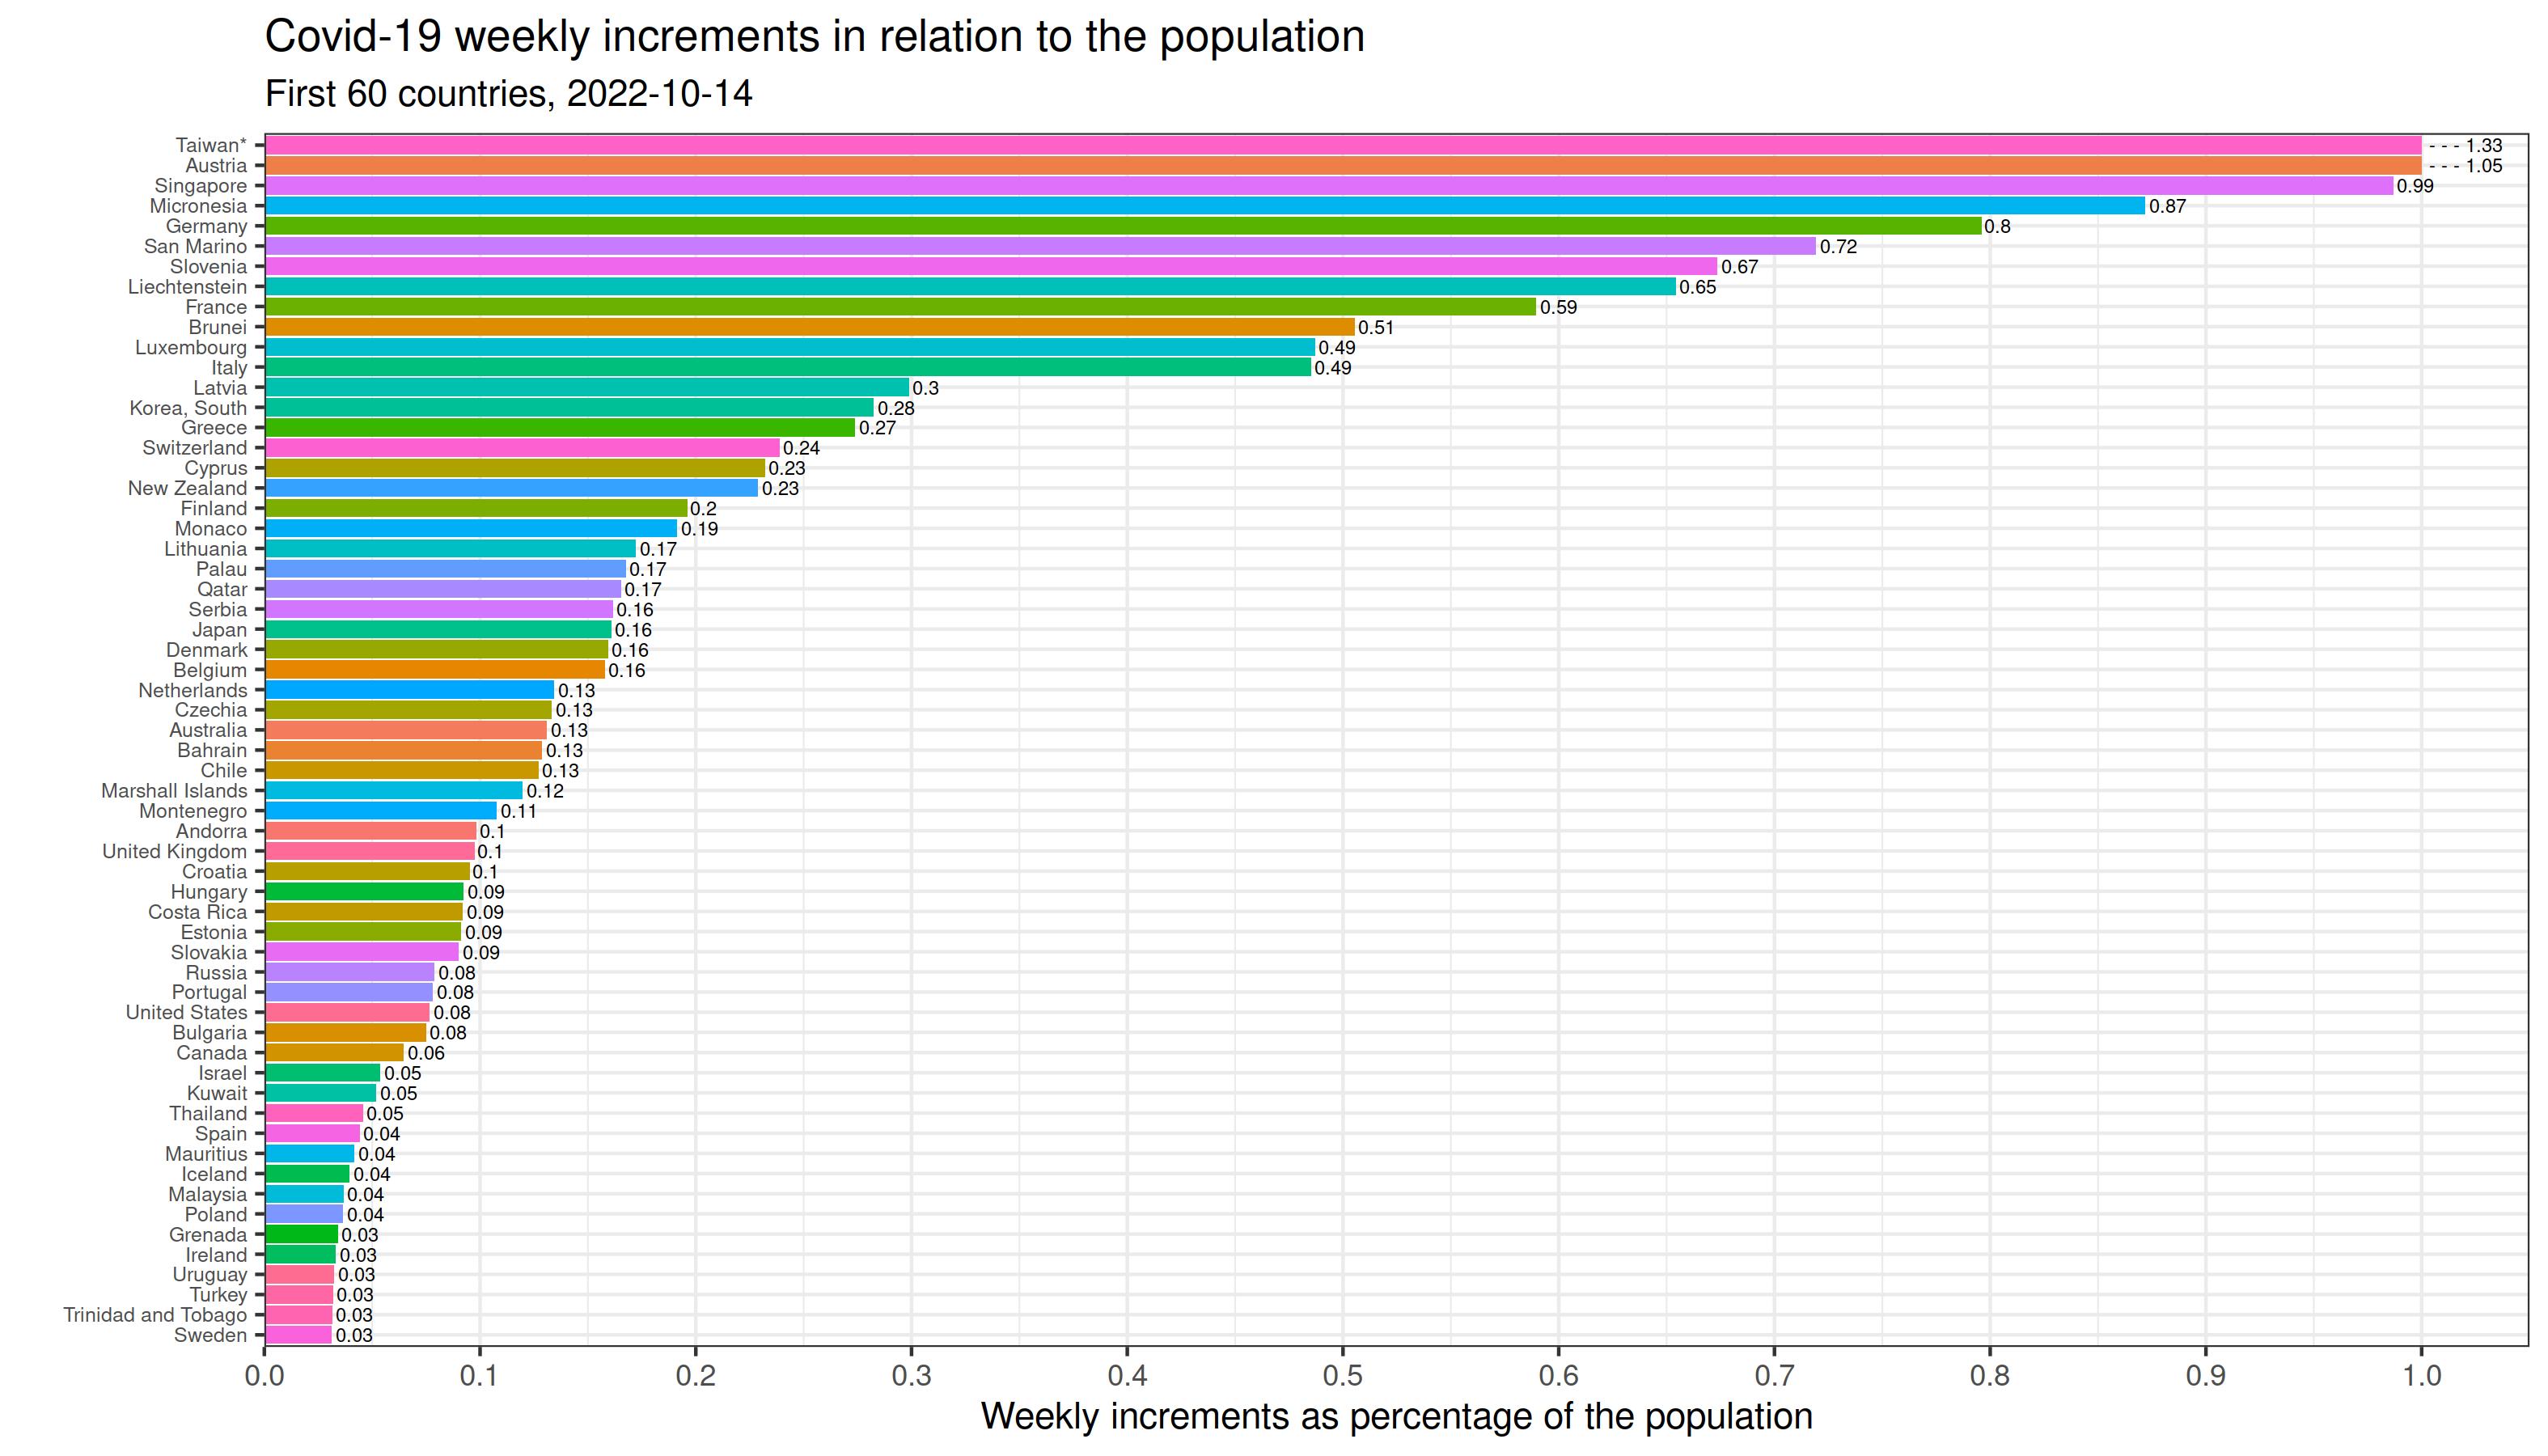 Covid-19 weekly increments in relation to the population
First 60 countries, 2022-10-14
Taiwan* - - - 1.33
Austria - - - 1.05
Singapore 0.99
Micronesia 0.87
Germany 0.8
San Marino 0.72
Slovenia 0.67
Liechtenstein 0.65
France 0.59
Brunei 0.51
Luxembourg 0.49
Italy 0.49
Latvia 0.3
Korea, South 0.28
Greece 0.27
Switzerland 0.24
Cyprus 0.23
New Zealand 0.23
Finland 0.2
Monaco 0.19
Lithuania 0.17
Palau 0.17
Qatar 0.17
Serbia 0.16
Japan 0.16
Denmark 0.16
Belgium 0.16
Netherlands 0.13
Czechia 0.13
Australia 0.13
Bahrain 0.13
Chile 0.13
Marshall Islands 0.12
Montenegro 0.11
Andorra 0.1
United Kingdom 0.1
Croatia 0.1
Hungary 0.09
Costa Rica 0.09
Estonia 0.09
Slovakia 0.09
Russia 0.08
Portugal 0.08
United States 0.08
Bulgaria 0.08
Canada 0.06
Israel 0.05
Kuwait 0.05
Thailand 0.05
Spain 0.04
Mauritius 0.04
Iceland 0.04
Malaysia 0.04
Poland 0.04
Grenada 0.03
Ireland 0.03
Uruguay 0.03
Turkey 0.03
Trinidad and Tobago 0.03
Sweden 0.03
0.0 0.1 0.2 0.3 0.4 0.5 0.6 0.7 0.8 0.9 1.0
Weekly increments as percentage of the population